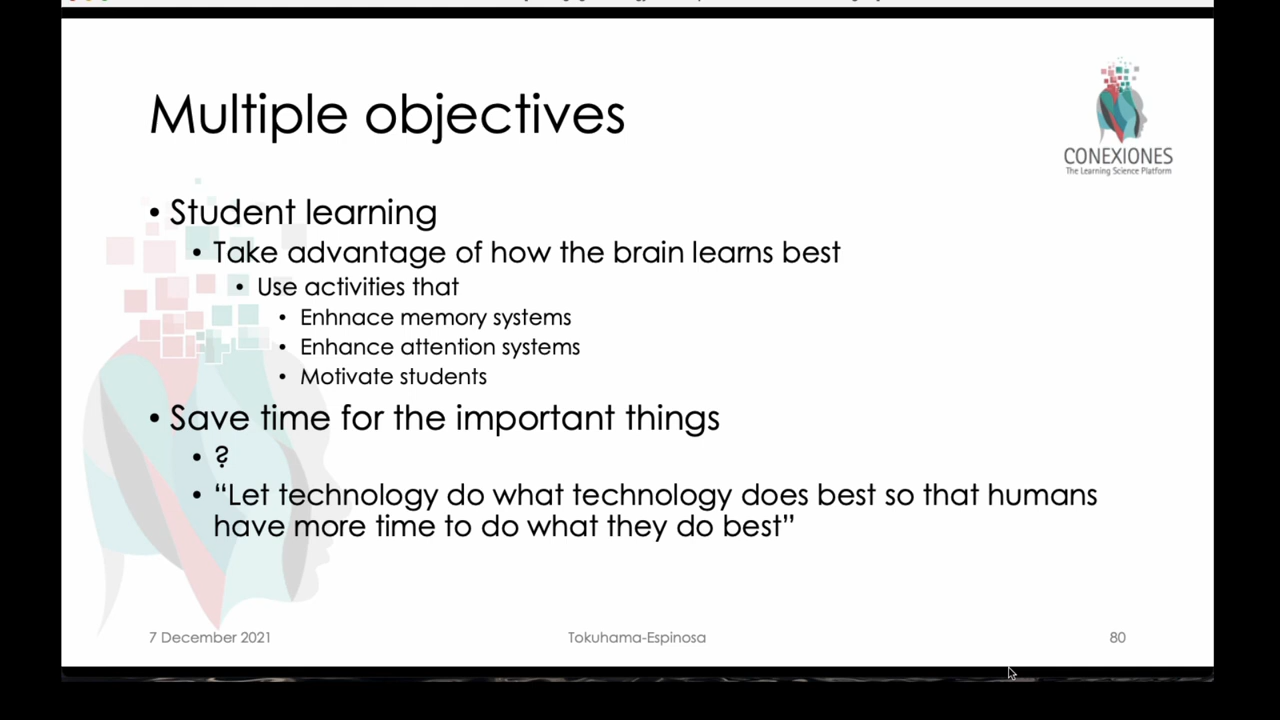 Multiple objectives
CONEXIONES
The Learning Science Platform
• Student learning
• Take advantage of how the brain learns best
• Use activities that
• Enhnace memory systems
• Enhance attention systems
• Motivate students
• Save time for the important things
• ?
• “Let technology do what technology does best so that humans
have more time to do what they do best”
7 December 2021
Tokuhama-Espinosa
80